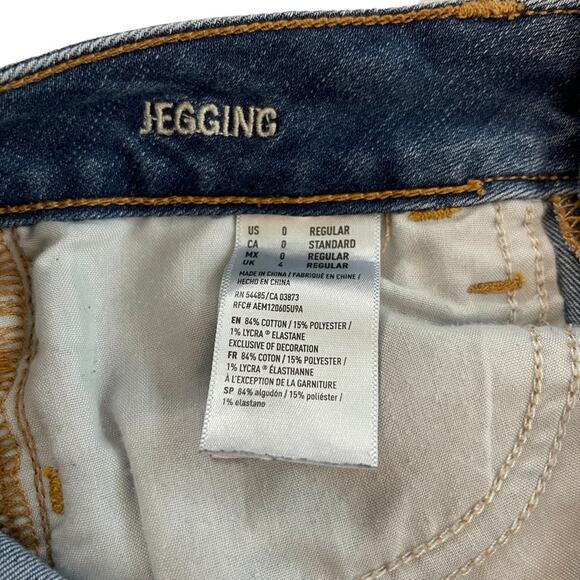 JEGGING
US 0 REGULAR
CA 0 STANDARD
MX 0 REGULAR
UK 4 REGULAR
MADE IN CHINA / FABRIQUÉ EN CHINE /
HECHO EN CHINA
RN 54485/CA 03873
RFC# AEM120605U9A
EN 84% COTTON / 15% POLYESTER /
1% LYCRA® ELASTANE
EXCLUSIVE OF DECORATION
FR 84% COTON / 15% POLYESTER /
1% LYCRA® ÉLASTHANNE
À L'EXCEPTION DE LA GARNITURE
SP 84% algodón / 15% poliéster /
1% elastano